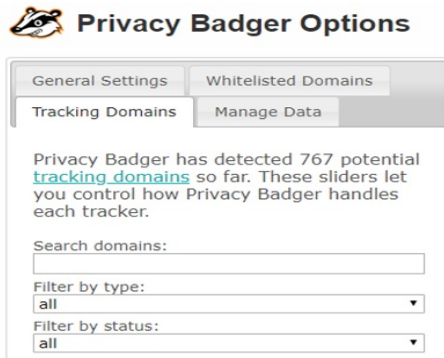 Privacy Badger Options
General Settings Whitelisted Domains
Tracking Domains Manage Data
Privacy Badger has detected 767 potential
tracking domains so far. These sliders let
you control how Privacy Badger handles
each tracker.
Search domains:
Filter by type:
all
Filter by status:
all